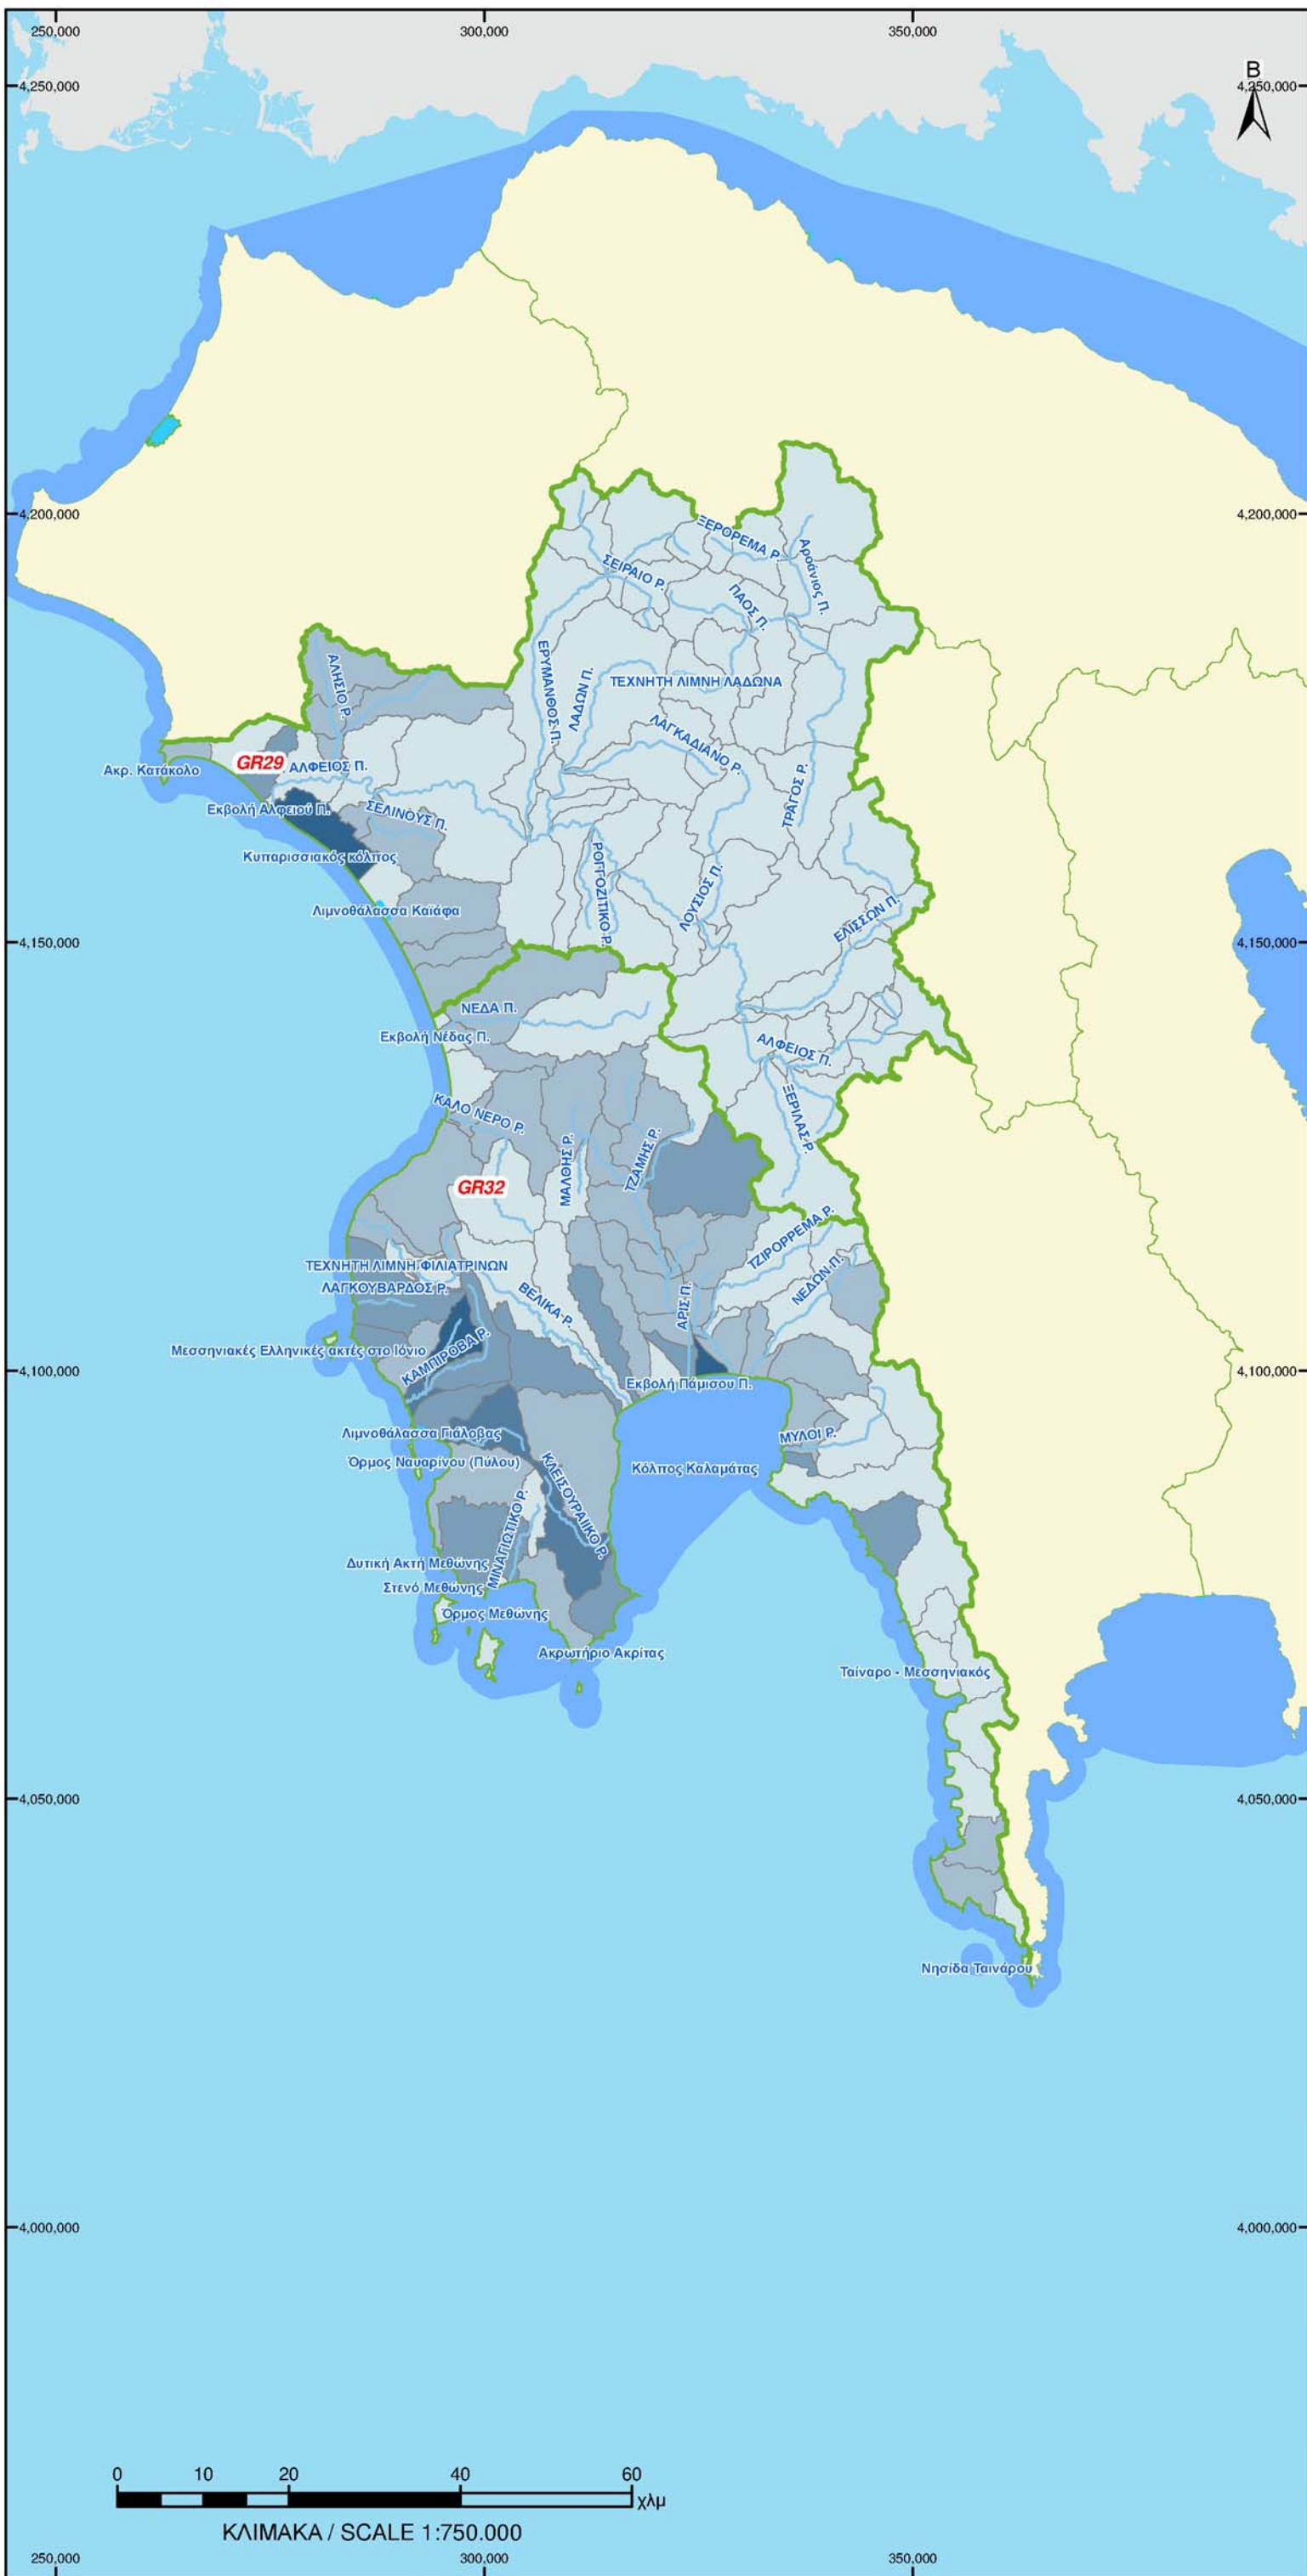 250,000
300,000
350,000
B
4,250,000
4,250,000
4,200,000
4,200,000
ΞΕΡΟΡΕΜΑ Ρ.
Αροάνιος Π.
ΣΕΙΡΑΙΟ Ρ.
ΠΑΟΣ Π.
ΕΡΥΜΑΝΘΟΣ Π.
ΛΑΔΩΝ Π.
ΤΕΧΝΗΤΗ ΛΙΜΝΗ ΛΑΔΩΝΑ
ΑΛΗΣΙΟ Ρ.
ΛΑΓΚΑΔΙΑΝΟ Ρ.
GR29
ΑΛΦΕΙΟΣ Π.
Ακρ. Κατάκολο
ΤΡΑΓΟΣ Ρ.
Εκβολή Αλφειού Π.
ΣΕΛΙΝΟΥΣ Π.
Κυπαρισσιακός κόλπος
ΡΟΓΓΟΖΙΤΙΚΟ Ρ.
ΛΟΥΣΙΟΣ Π.
Λιμνοθάλασσα Καϊάφα
ΕΛΙΣΣΩΝ Π.
4,150,000
4,150,000
ΝΕΔΑ Π.
Εκβολή Νέδας Π.
ΑΛΦΕΙΟΣ Π.
ΚΑΛΟ ΝΕΡΟ Ρ.
ΞΕΡΙΛΑΣ Ρ.
ΜΑΛΘΗΣ Ρ.
ΤΖΑΜΗΣ Ρ.
GR32
ΤΖΙΡΟΡΡΕΜΑ Ρ.
ΤΕΧΝΗΤΗ ΛΙΜΝΗ ΦΙΛΙΑΤΡΙΝΩΝ
ΝΕΔΩΝ Π.
ΛΑΓΚΟΥΒΑΡΔΟΣ Ρ.
ΒΕΛΙΚΑ Ρ.
ΑΡΙΣ Π.
Μεσσηνιακές Ελληνικές ακτές στο Ιόνιο
ΚΑΜΠΙΡΟΒΑ Ρ.
4,100,000
4,100,000
Εκβολή Πάμισου Π.
Λιμνοθάλασσα Γιάλοβας
ΜΥΛΟΙ Ρ.
Όρμος Ναυαρίνου (Πύλου)
Κόλπος Καλαμάτας
ΚΛΕΙΣΟΥΡΑΙΙΚΟ Ρ.
ΜΙΝΑΓΙΩΤΙΚΟ Ρ.
Δυτική Ακτή Μεθώνης
Στενό Μεθώνης
Όρμος Μεθώνης
Ακρωτήριο Ακρίτας
Ταίναρο - Μεσσηνιακός
4,050,000
4,050,000
Νησίδα Ταινάρου
4,000,000
4,000,000
0 10 20 40 60
χλμ
ΚΛΙΜΑΚΑ / SCALE 1:750.000
250,000
300,000
350,000